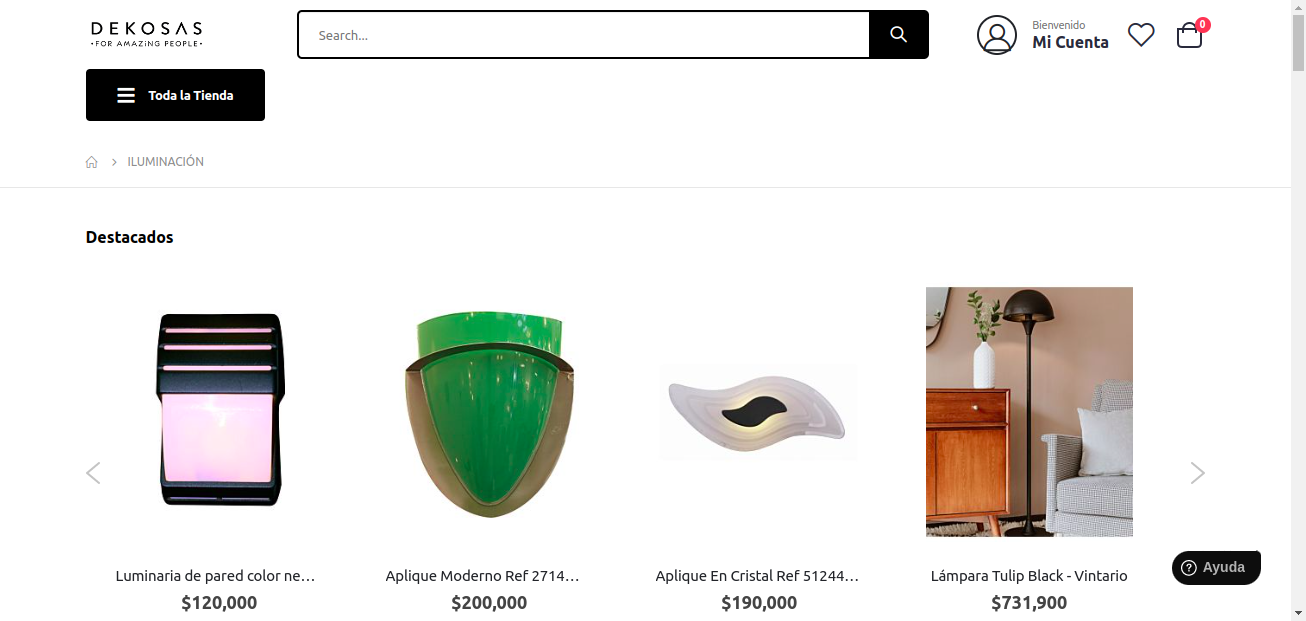 DEKOSAS
•FOR AMAZiNG PEOPLE•
Search...
Bienvenido
Mi Cuenta
0
Toda la Tienda
ILUMINACIÓN
Destacados
Luminaria de pared color ne...
$120,000
Aplique Moderno Ref 2714...
$200,000
Aplique En Cristal Ref 51244...
$190,000
Lámpara Tulip Black - Vintario
$731,900
Ayuda